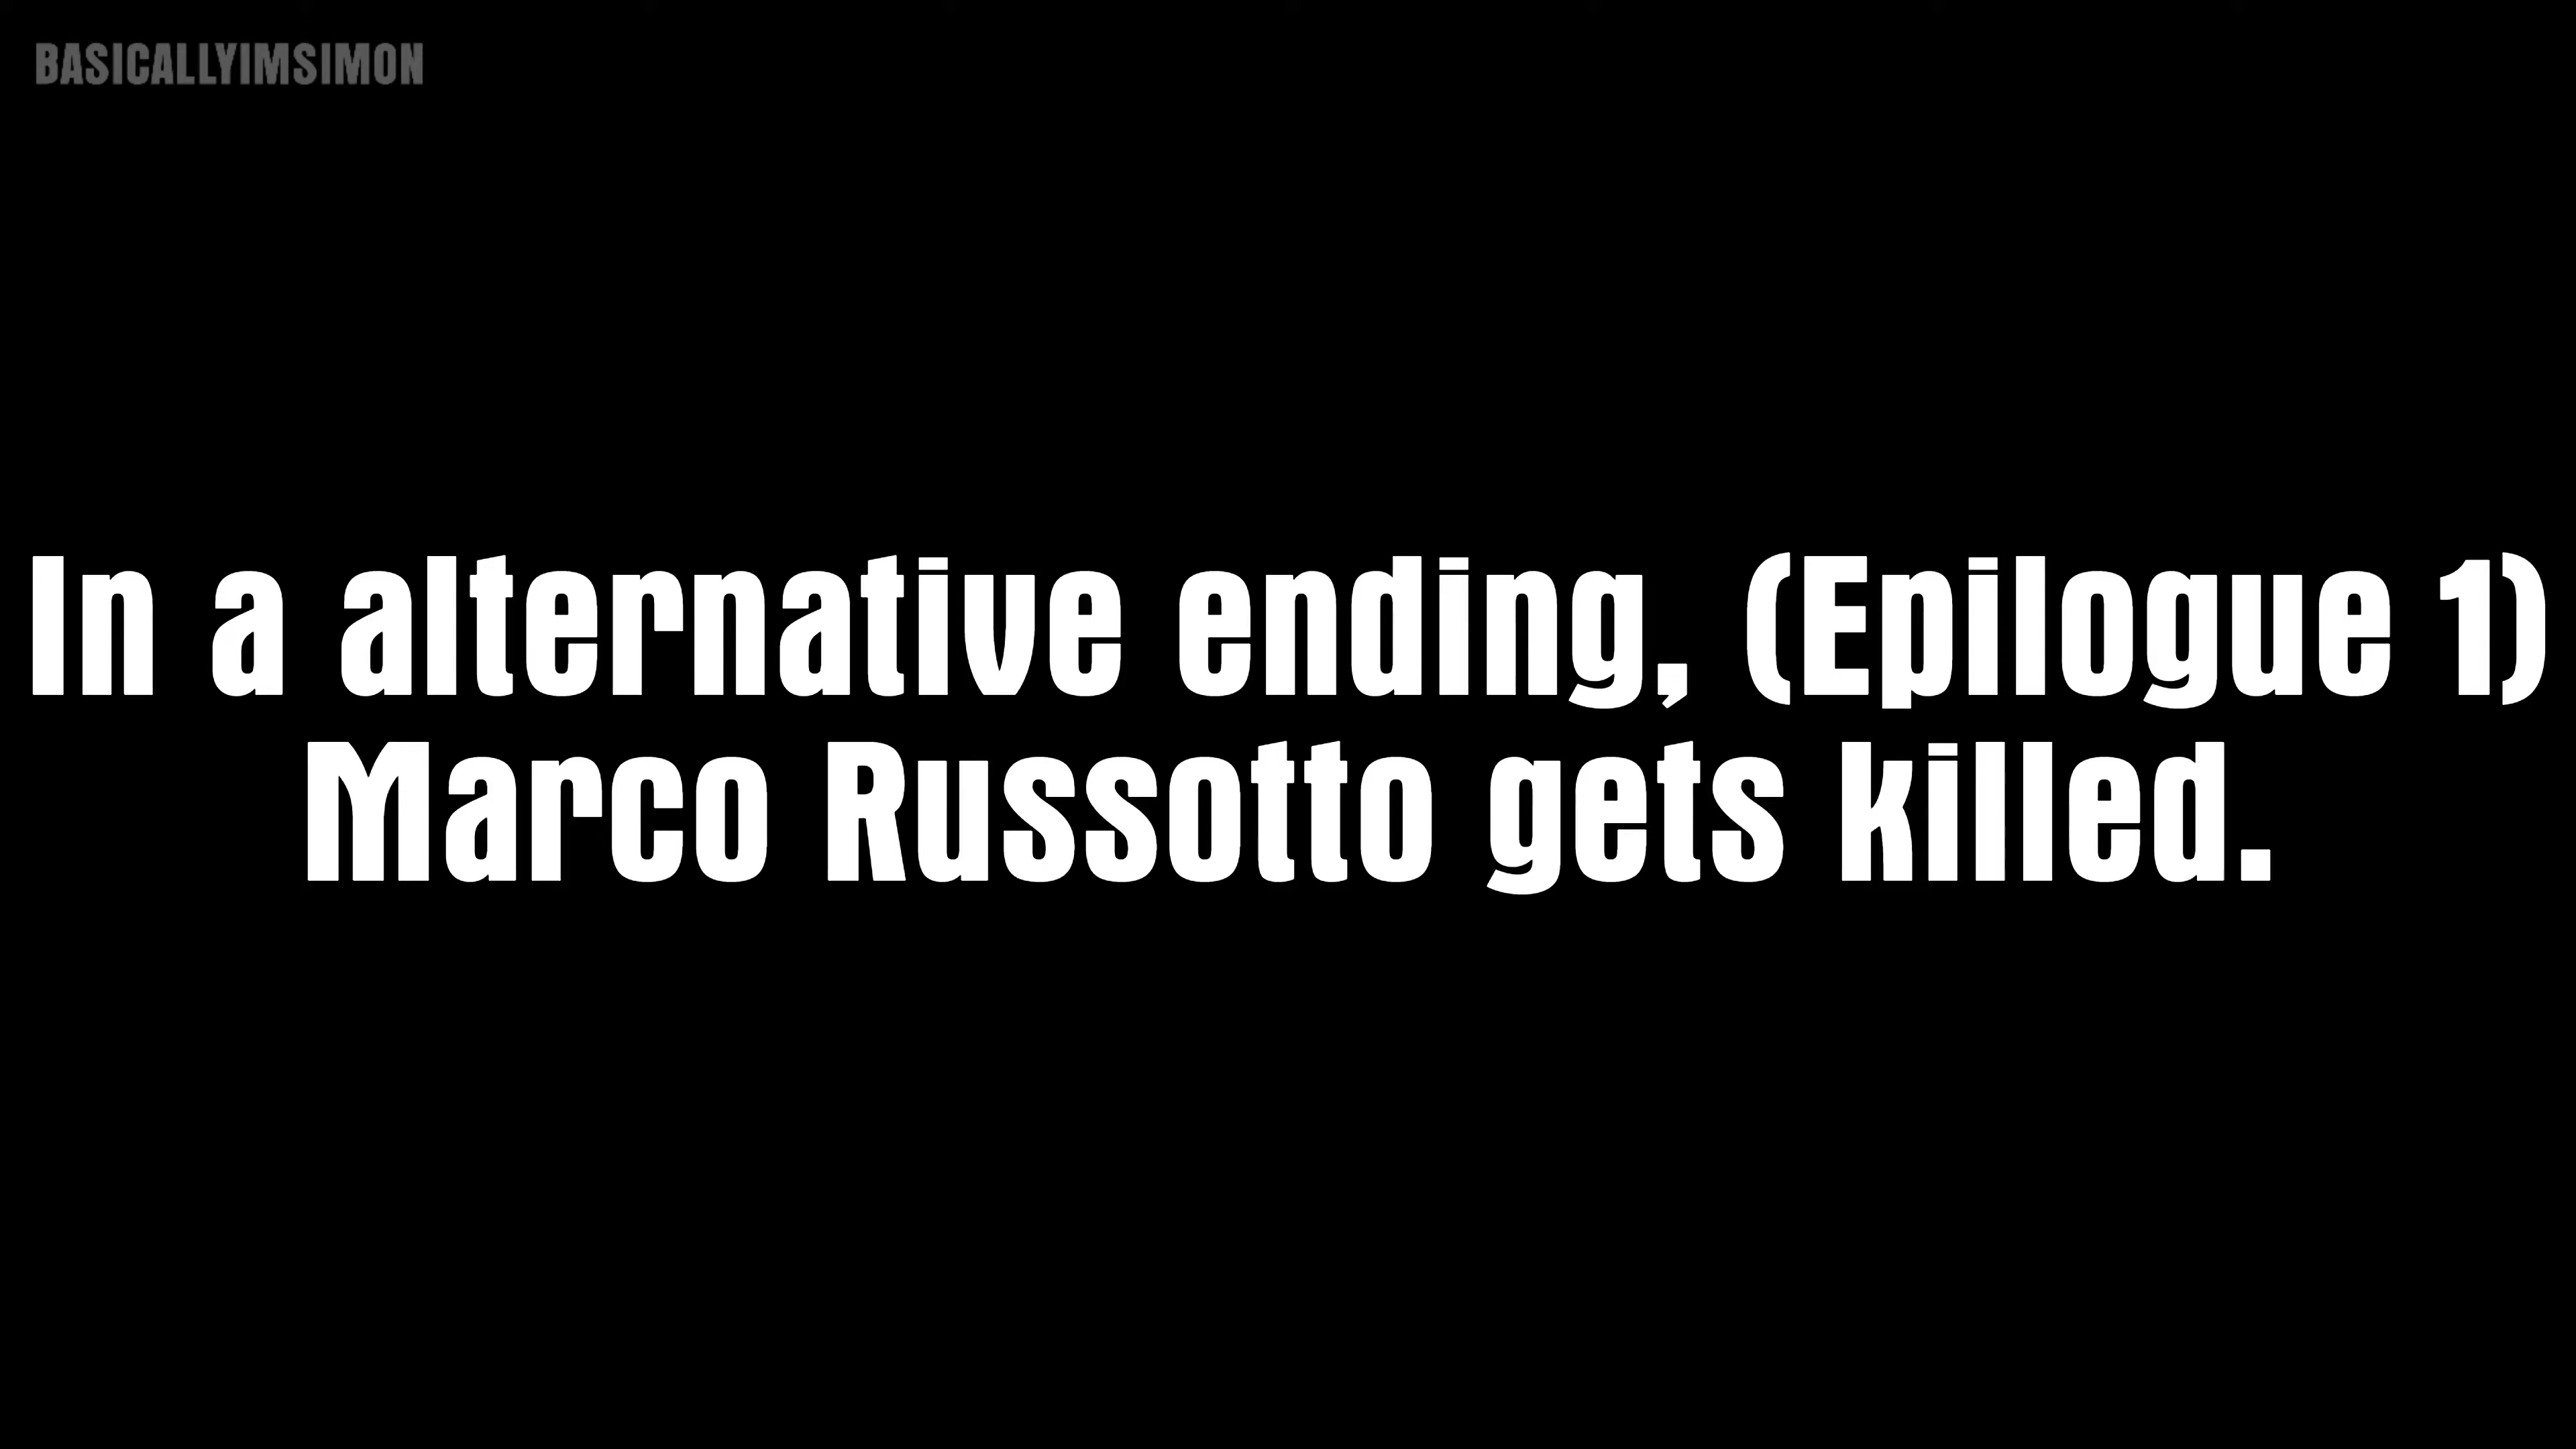 BASICALLYIMSIMON
In a alternative ending, (Epilogue 1)
Marco Russotto gets killed.